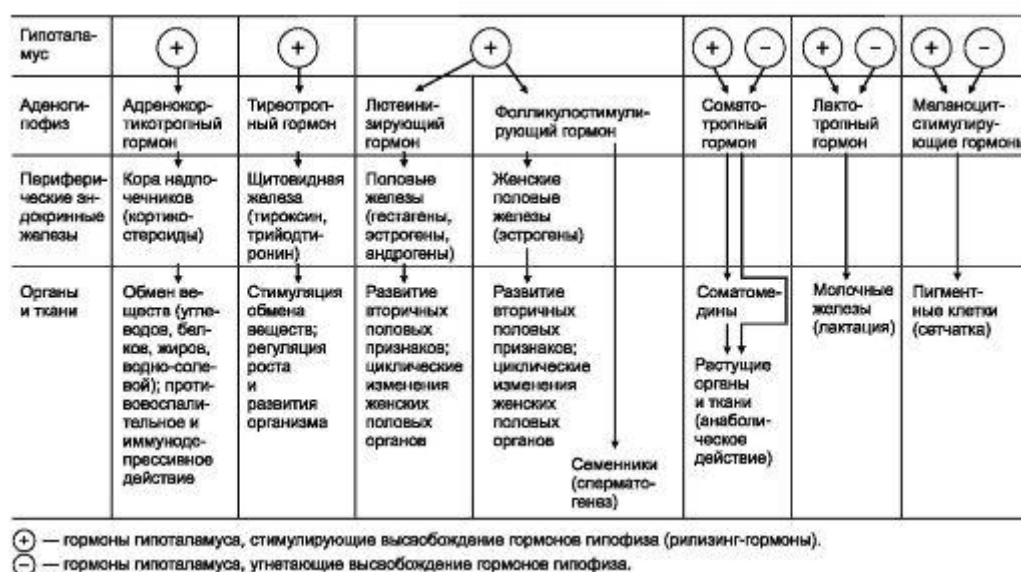 Гипотала-
мус
+
+
+
+
−
+
−
+
−
Аденоги-
пофиз
Адренокор-
тикотропный
гормон
Тиреотроп-
ный гормон
Лютеини-
зирующий
гормон
Фолликулостимули-
рующий гормон
Сомато-
тропный
гормон
Лакто-
тропный
гормон
Меланоцит-
стимулиру-
ющие гормоны
Перифери-
ческие эн-
докринные
железы
Кора надпо-
чечников
(кортико-
стероиды)
Щитовидная
железа
(тироксин,
трийодти-
ронин)
Половые
железы
(гестагены,
эстрогены,
андрогены)
Женские
половые
железы
(эстрогены)
Органы
и ткани
Обмен ве-
ществ (угле-
водов, бел-
ков, жиров,
водно-соле-
вой); проти-
вовоспали-
тельное и
иммуноде-
прессивное
действие
Стимуляция
обмена
веществ;
регуляция
роста
и
развития
организма
Развитие
вторичных
половых
признаков;
циклические
изменения
женских
половых
органов
Развитие
вторичных
половых
признаков;
циклические
изменения
женских
половых
органов
Семенники
(спермато-
генез)
Соматоме-
дины
Растущие
органы
и ткани
(анаболи-
ческое
действие)
Молочные
железы
(лактация)
Пигмент-
ные клетки
(сетчатка)
+ — гормоны гипоталамуса, стимулирующие высвобождение гормонов гипофиза (рилизинг-гормоны).
− — гормоны гипоталамуса, угнетающие высвобождение гормонов гипофиза.